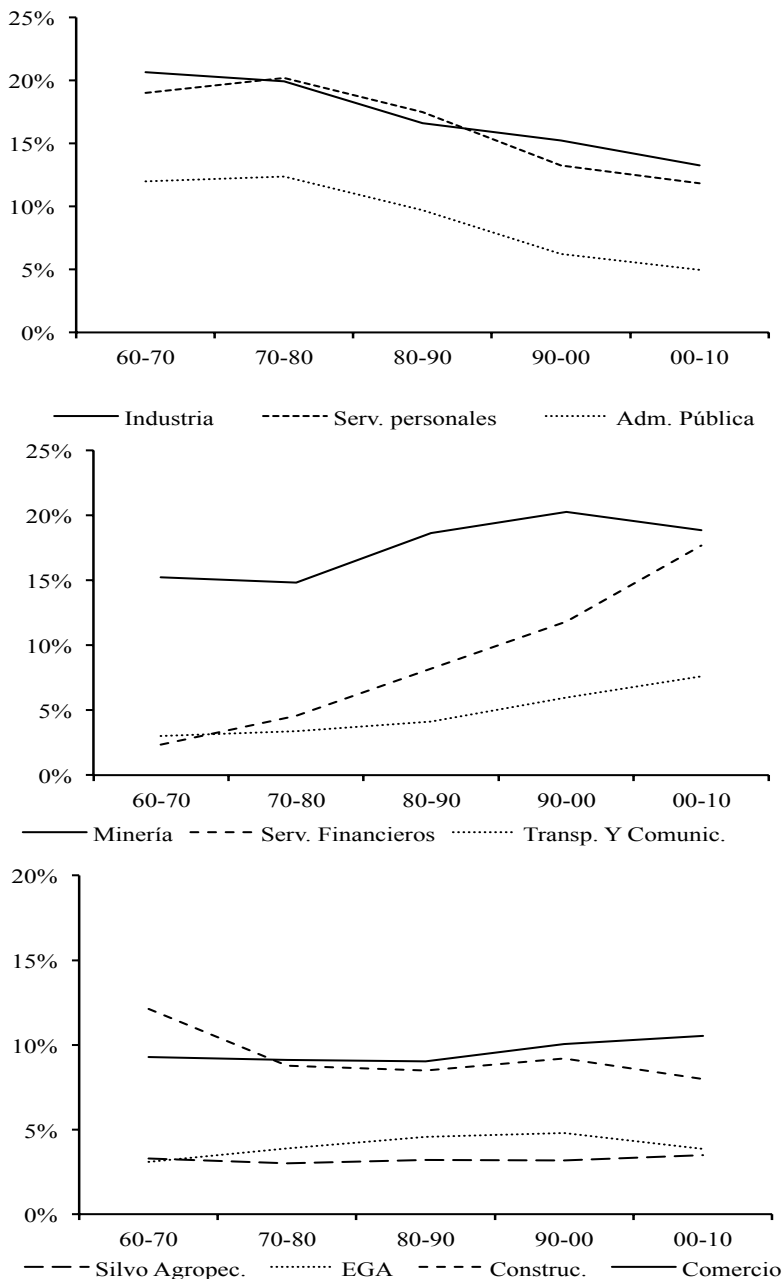 25%
20%
15%
10%
5%
0%
60-70 70-80 80-90 90-00 00-10
Industria Serv. personales Adm. Pública
25%
20%
15%
10%
5%
0%
60-70 70-80 80-90 90-00 00-10
Minería Serv. Financieros Transp. Y Comunic.
20%
15%
10%
5%
0%
60-70 70-80 80-90 90-00 00-10
Silvo Agropec. EGA Construc. Comercio